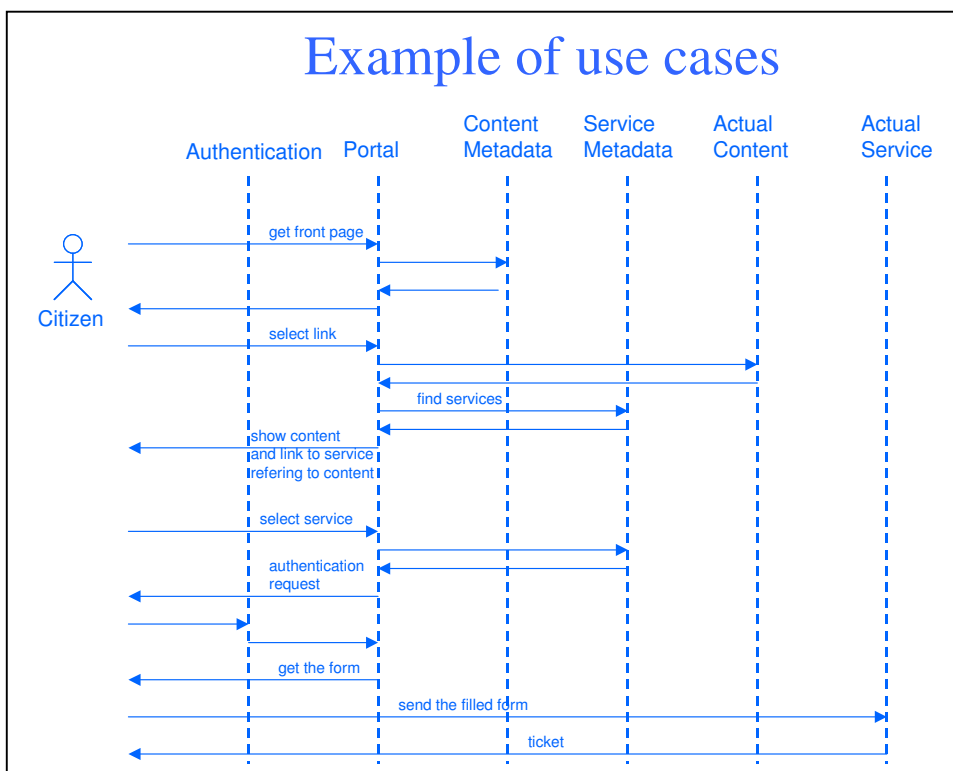 Example of use cases
Content Metadata
Service Metadata
Actual Content
Actual Service
Authentication
Portal
get front page
Citizen
select link
find services
show content
and link to service
refering to content
select service
authentication
request
get the form
send the filled form
ticket